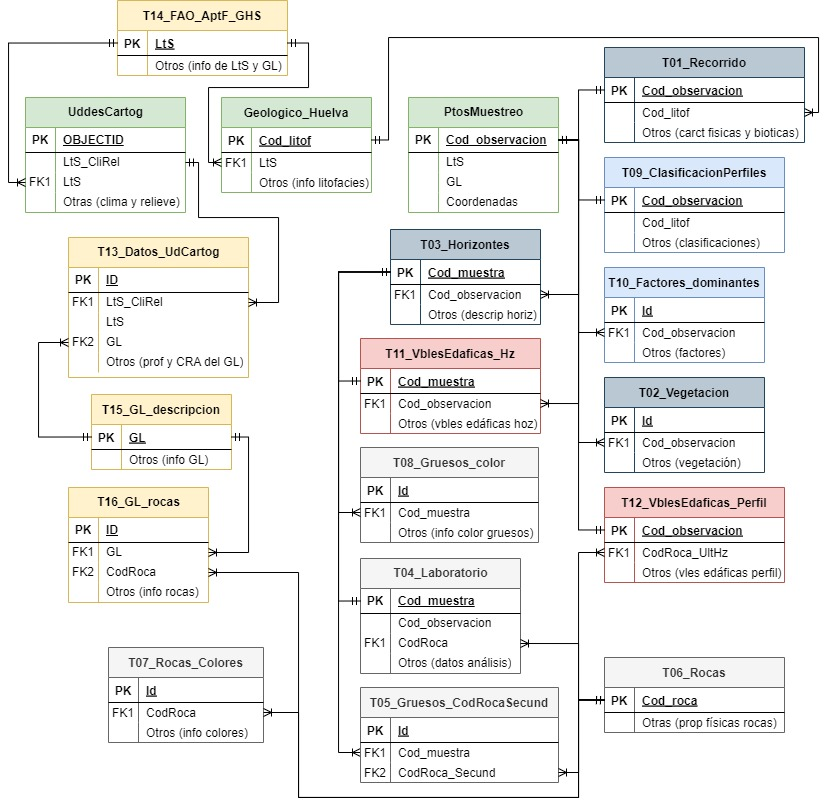 T14_FAO_AptF_GHS
PK LtS
Otros (info de LtS y GL)
UddesCartog
PK OBJECTID
LtS_CliRel
FK1 LtS
Otras (clima y relieve)
Geologico_Huelva
PK Cod_litof
FK1 LtS
Otros (info litofacies)
PtosMuestreo
PK Cod_observacion
LtS
GL
Coordenadas
T01_Recorrido
PK Cod_observacion
Cod_litof
Otros (carct fisicas y bioticas)
T09_ClasificacionPerfiles
PK Cod_observacion
Cod_litof
Otros (clasificaciones)
T13_Datos_UdCartog
PK ID
FK1 LtS_CliRel
LtS
FK2 GL
Otros (prof y CRA del GL)
T03_Horizontes
PK Cod_muestra
FK1 Cod_observacion
Otros (descrip horiz)
T10_Factores_dominantes
PK Id
FK1 Cod_observacion
Otros (factores)
T11_VblesEdaficas_Hz
PK Cod_muestra
FK1 Cod_observacion
Otros (vbles edáficas hoz)
T02_Vegetacion
PK Id
FK1 Cod_observacion
Otros (vegetación)
T15_GL_descripcion
PK GL
Otros (info GL)
T08_Gruesos_color
PK Id
FK1 Cod_muestra
Otros (info color gruesos)
T16_GL_rocas
PK ID
FK1 GL
FK2 CodRoca
Otros (info rocas)
T12_VblesEdaficas_Perfil
PK Cod_observacion
FK1 CodRoca_UltHz
Otros (vles edáficas perfil)
T04_Laboratorio
PK Cod_muestra
Cod_observacion
FK1 CodRoca
Otros (datos análisis)
T07_Rocas_Colores
PK Id
FK1 CodRoca
Otros (info colores)
T06_Rocas
PK Cod_roca
Otras (prop físicas rocas)
T05_Gruesos_CodRocaSecund
PK Id
FK1 Cod_muestra
FK2 CodRoca_Secund